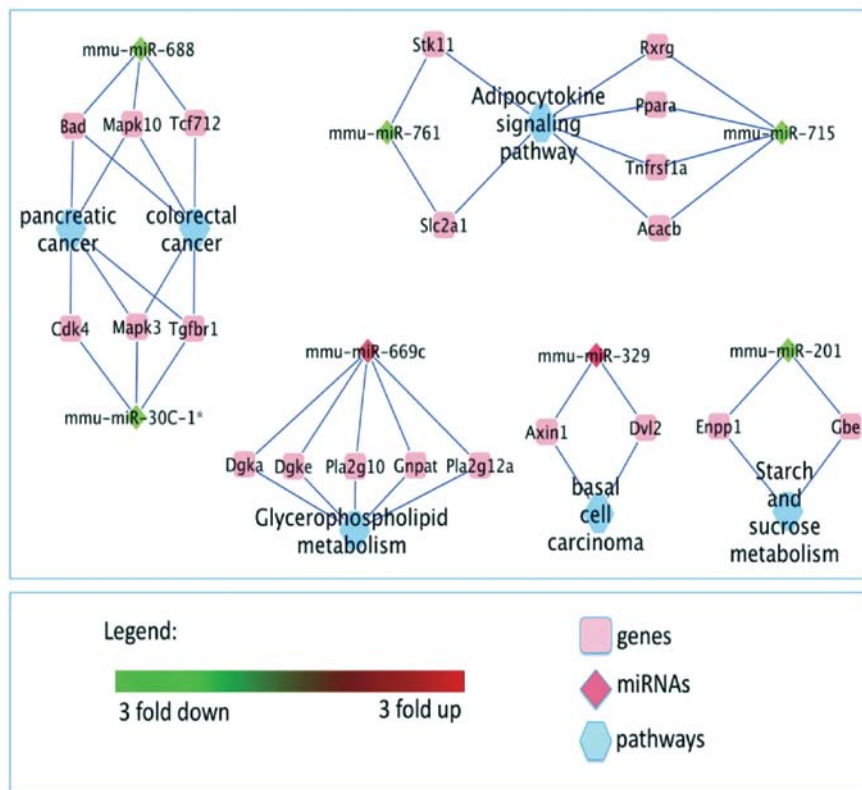 mmu-miR-688
Bad
Mapk10
Tcf712
pancreatic
cancer
colorectal
cancer
Cdk4
Mapk3
Tgfbr1
mmu-miR-30C-1*
Stk11
mmu-miR-761
Slc2a1
Adipocytokine
signaling
pathway
Rxrg
Ppara
Tnfrsf1a
Acacb
mmu-miR-715
mmu-miR-669c
Dgka
Dgke
Pla2g10
Gnpat
Pla2g12a
Glycerophospholipid
metabolism
mmu-miR-329
Axin1
Dvl2
basal
cell
carcinoma
mmu-miR-201
Enpp1
Gbe
Starch
and
sucrose
metabolism
Legend:
3 fold down
3 fold up
genes
miRNAs
pathways